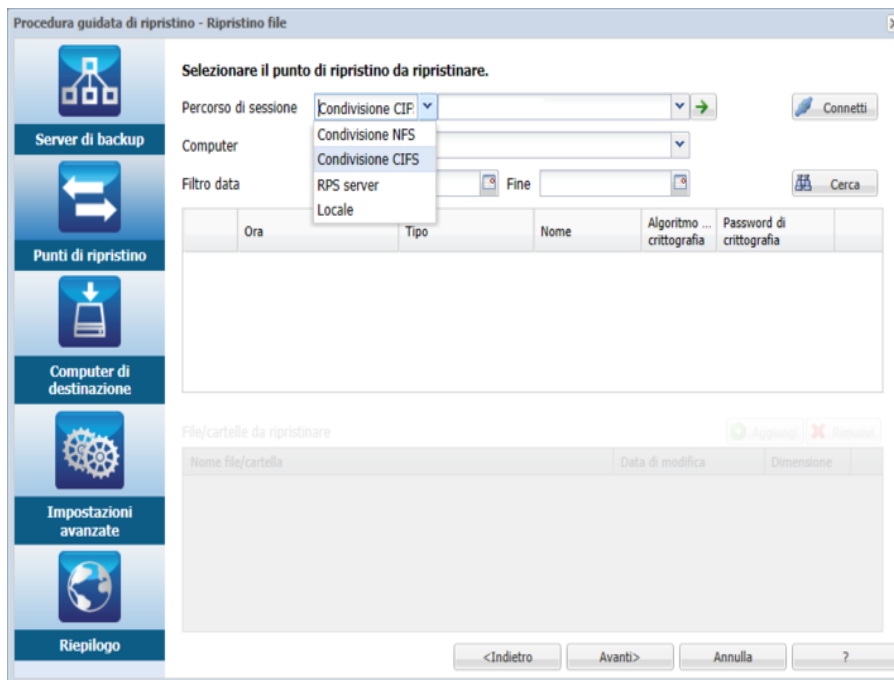 Procedura guidata di ripristino - Ripristino file
Server di backup
Punti di ripristino
Computer di
destinazione
Impostazioni
avanzate
Riepilogo
Selezionare il punto di ripristino da ripristinare.
Percorso di sessione
Condivisione CIF
Connetti
Condivisione NFS
Condivisione CIFS
RPS server
Locale
Computer
Filtro data
Fine
Cerca
Ora
Tipo
Nome
Algoritmo ...
crittografia
Password di
crittografia
File/cartelle da ripristinare
Aggiungi
Rimuovi
Nome file/cartella
Data di modifica
Dimensione
<Indietro
Avanti>
Annulla
?